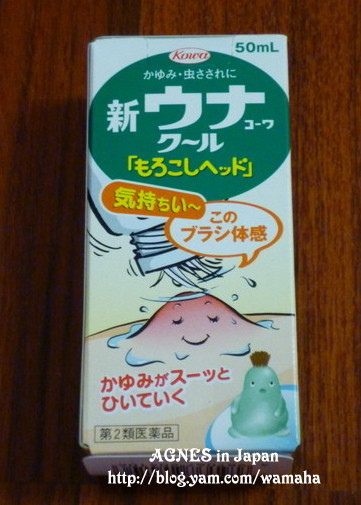 Kowa
50mL
かゆみ・虫さされに
新ウナ
コーワ
クール
「もろこしヘッド」
気持ちい〜
この
ブラシ体感
かゆみがスーッと
ひいていく
第2類医薬品
AGNES in Japan
http://blog.yam.com/wamaha